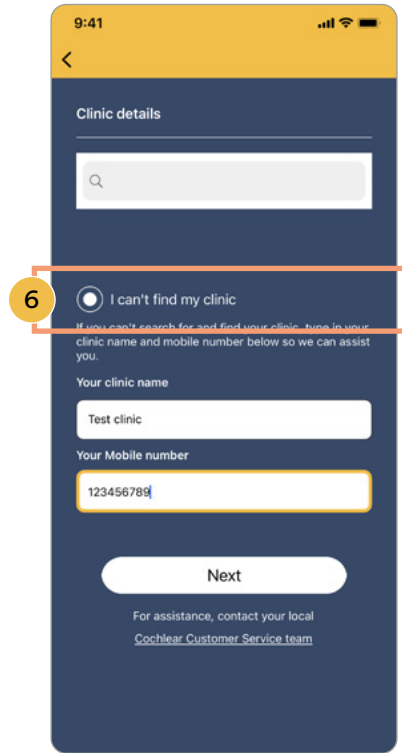 9:41
Clinic details
6
I can't find my clinic
If you can't search for and find your clinic, type in your
clinic name and mobile number below so we can assist
you.
Your clinic name
Test clinic
Your Mobile number
123456789
Next
For assistance, contact your local
Cochlear Customer Service team